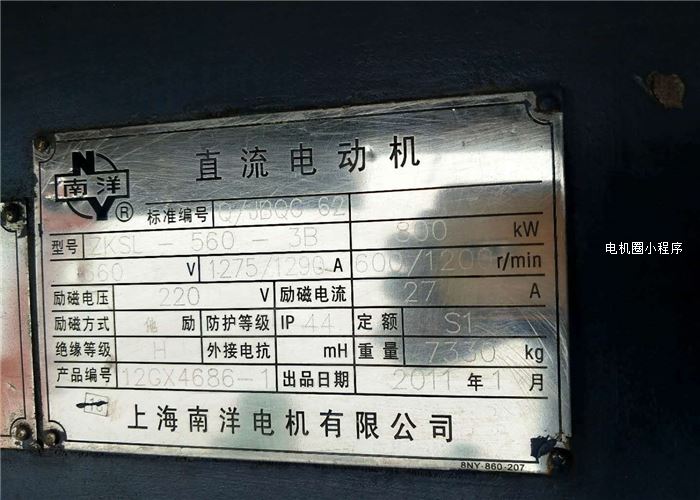 直流电动机
N
南洋
Y ®
标准编号 Q/JBQG 62
型号 ZKSL-560-3B 800 kW
660 V 1275/1290 A 600/1200 r/min
励磁电压 220 V 励磁电流 27 A
励磁方式 他 励 防护等级 IP 44 定额 S1
绝缘等级 H 外接电抗 mH 重量 7330 kg
产品编号 12GX4686-1 出品日期 2011 年 1 月
上海南洋电机有限公司
8NY·860·207
电机圈小程序